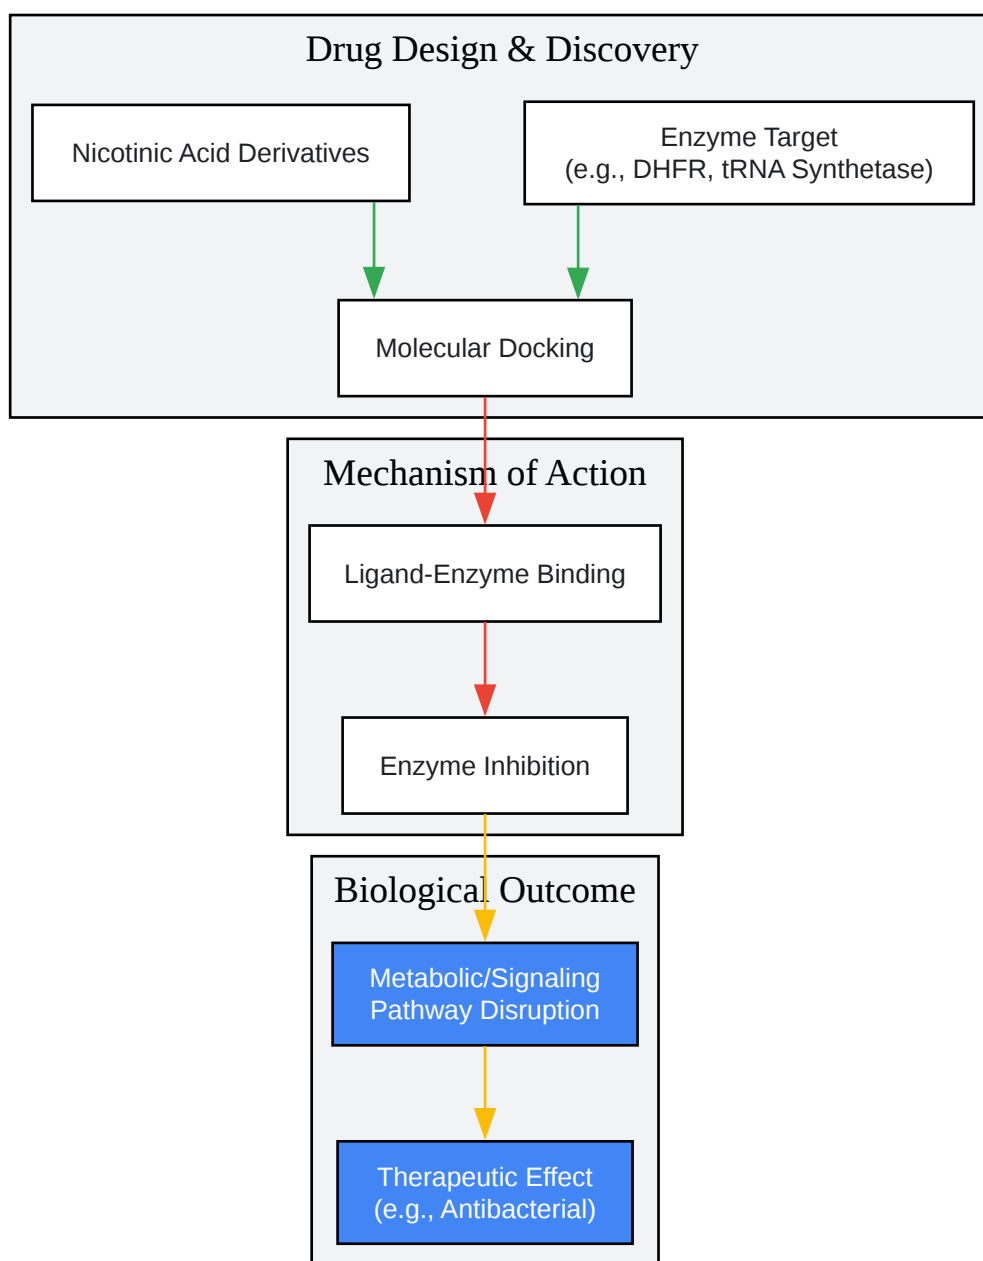 Drug Design & Discovery
Nicotinic Acid Derivatives
Enzyme Target
(e.g., DHFR, tRNA Synthetase)
Molecular Docking
Mechanism of Action
Ligand-Enzyme Binding
Enzyme Inhibition
Biological Outcome
Metabolic/Signaling
Pathway Disruption
Therapeutic Effect
(e.g., Antibacterial)